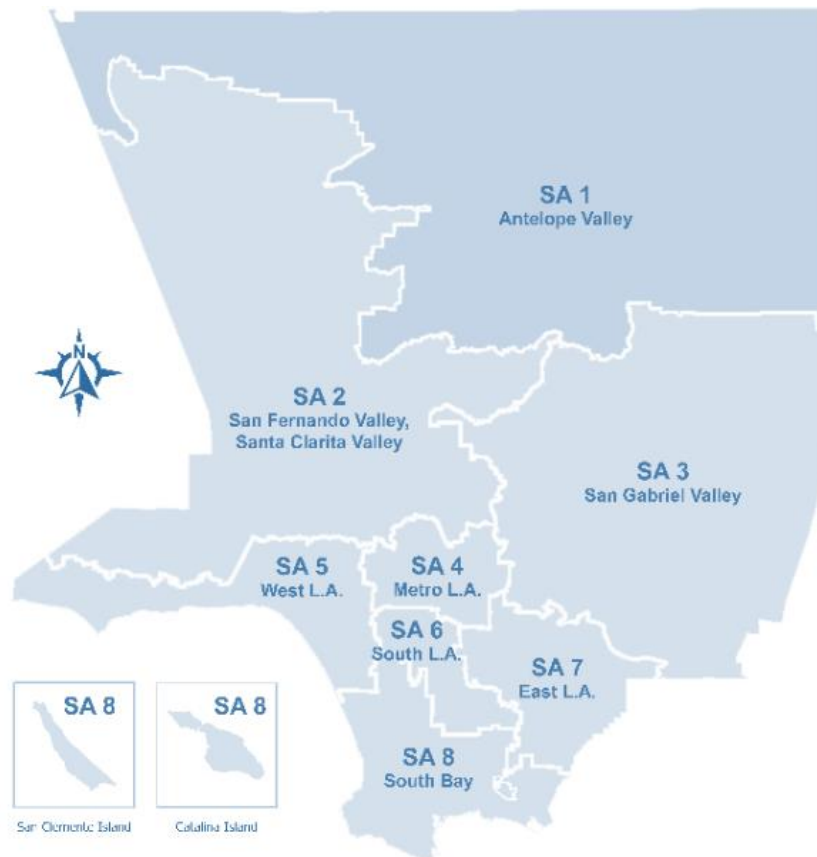 SA 1
Antelope Valley
N
SA 2
San Fernando Valley,
Santa Clarita Valley
SA 3
San Gabriel Valley
SA 5
West L.A.
SA 4
Metro L.A.
SA 6
South L.A.
SA 7
East L.A.
SA 8
SA 8
SA 8
South Bay
San Clemente Island
Catalina Island